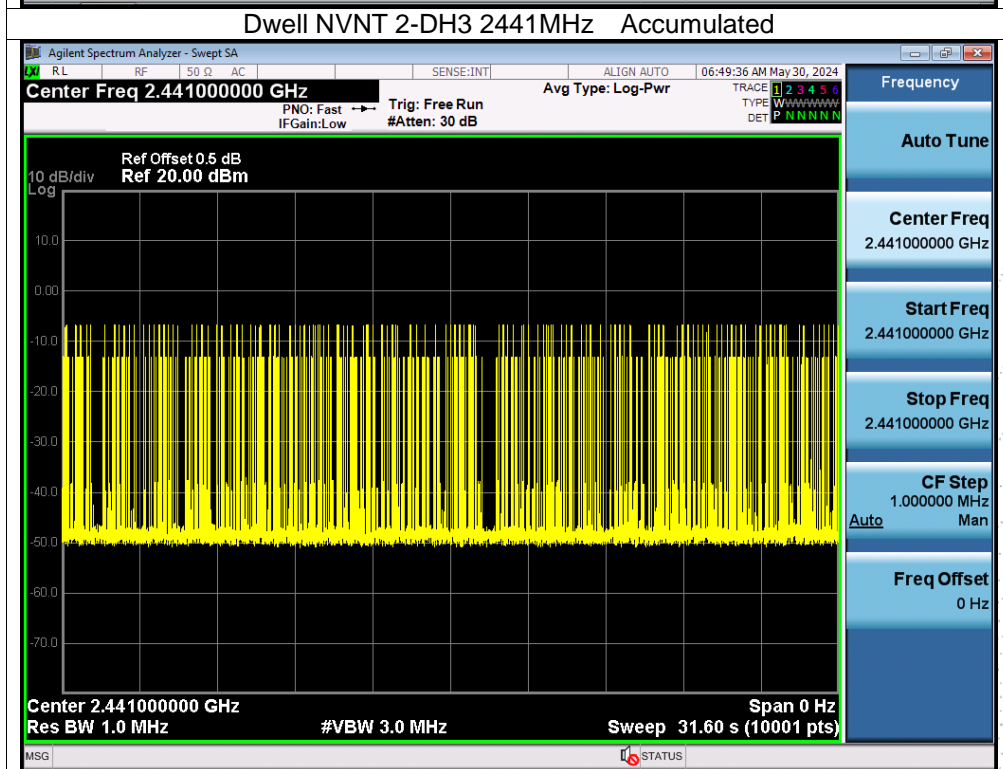 Dwell NVNT 2-DH3 2441MHz Accumulated
Agilent Spectrum Analyzer - Swept SA
LXI RL RF 50 Ω AC SENSE:INT ALIGN AUTO 06:49:36 AM May 30, 2024
Center Freq 2.441000000 GHz
PNO: Fast
IFGain:Low
Trig: Free Run
#Atten: 30 dB
Avg Type: Log-Pwr
TRACE 1 2 3 4 5 6
TYPE WWWWWWW
DET P N N N N N
Ref Offset 0.5 dB
10 dB/div Ref 20.00 dBm
Log
10.0
0.00
-10.0
-20.0
-30.0
-40.0
-50.0
-60.0
-70.0
Center 2.441000000 GHz Span 0 Hz
Res BW 1.0 MHz #VBW 3.0 MHz Sweep 31.60 s (10001 pts)
MSG STATUS
Frequency
Auto Tune
Center Freq
2.441000000 GHz
Start Freq
2.441000000 GHz
Stop Freq
2.441000000 GHz
CF Step
1.000000 MHz
Auto Man
Freq Offset
0 Hz